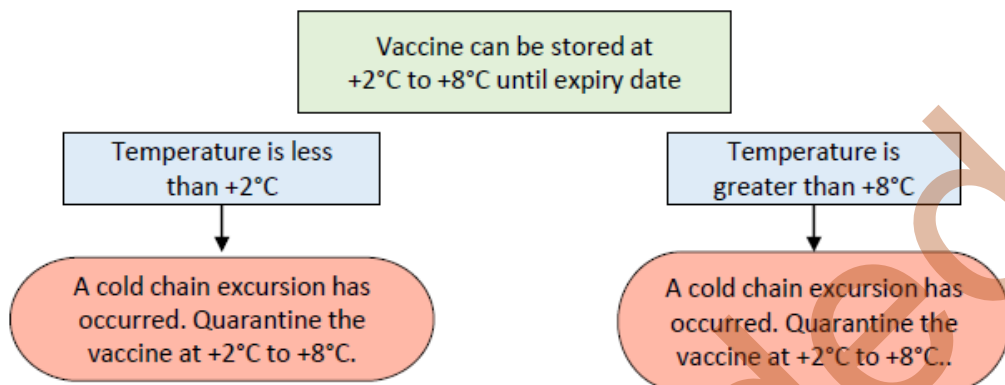 Vaccine can be stored at
+2°C to +8°C until expiry date
Temperature is less
than +2°C
Temperature is
greater than +8°C
A cold chain excursion has
occurred. Quarantine the
vaccine at +2°C to +8°C.
A cold chain excursion has
occurred. Quarantine the
vaccine at +2°C to +8°C..